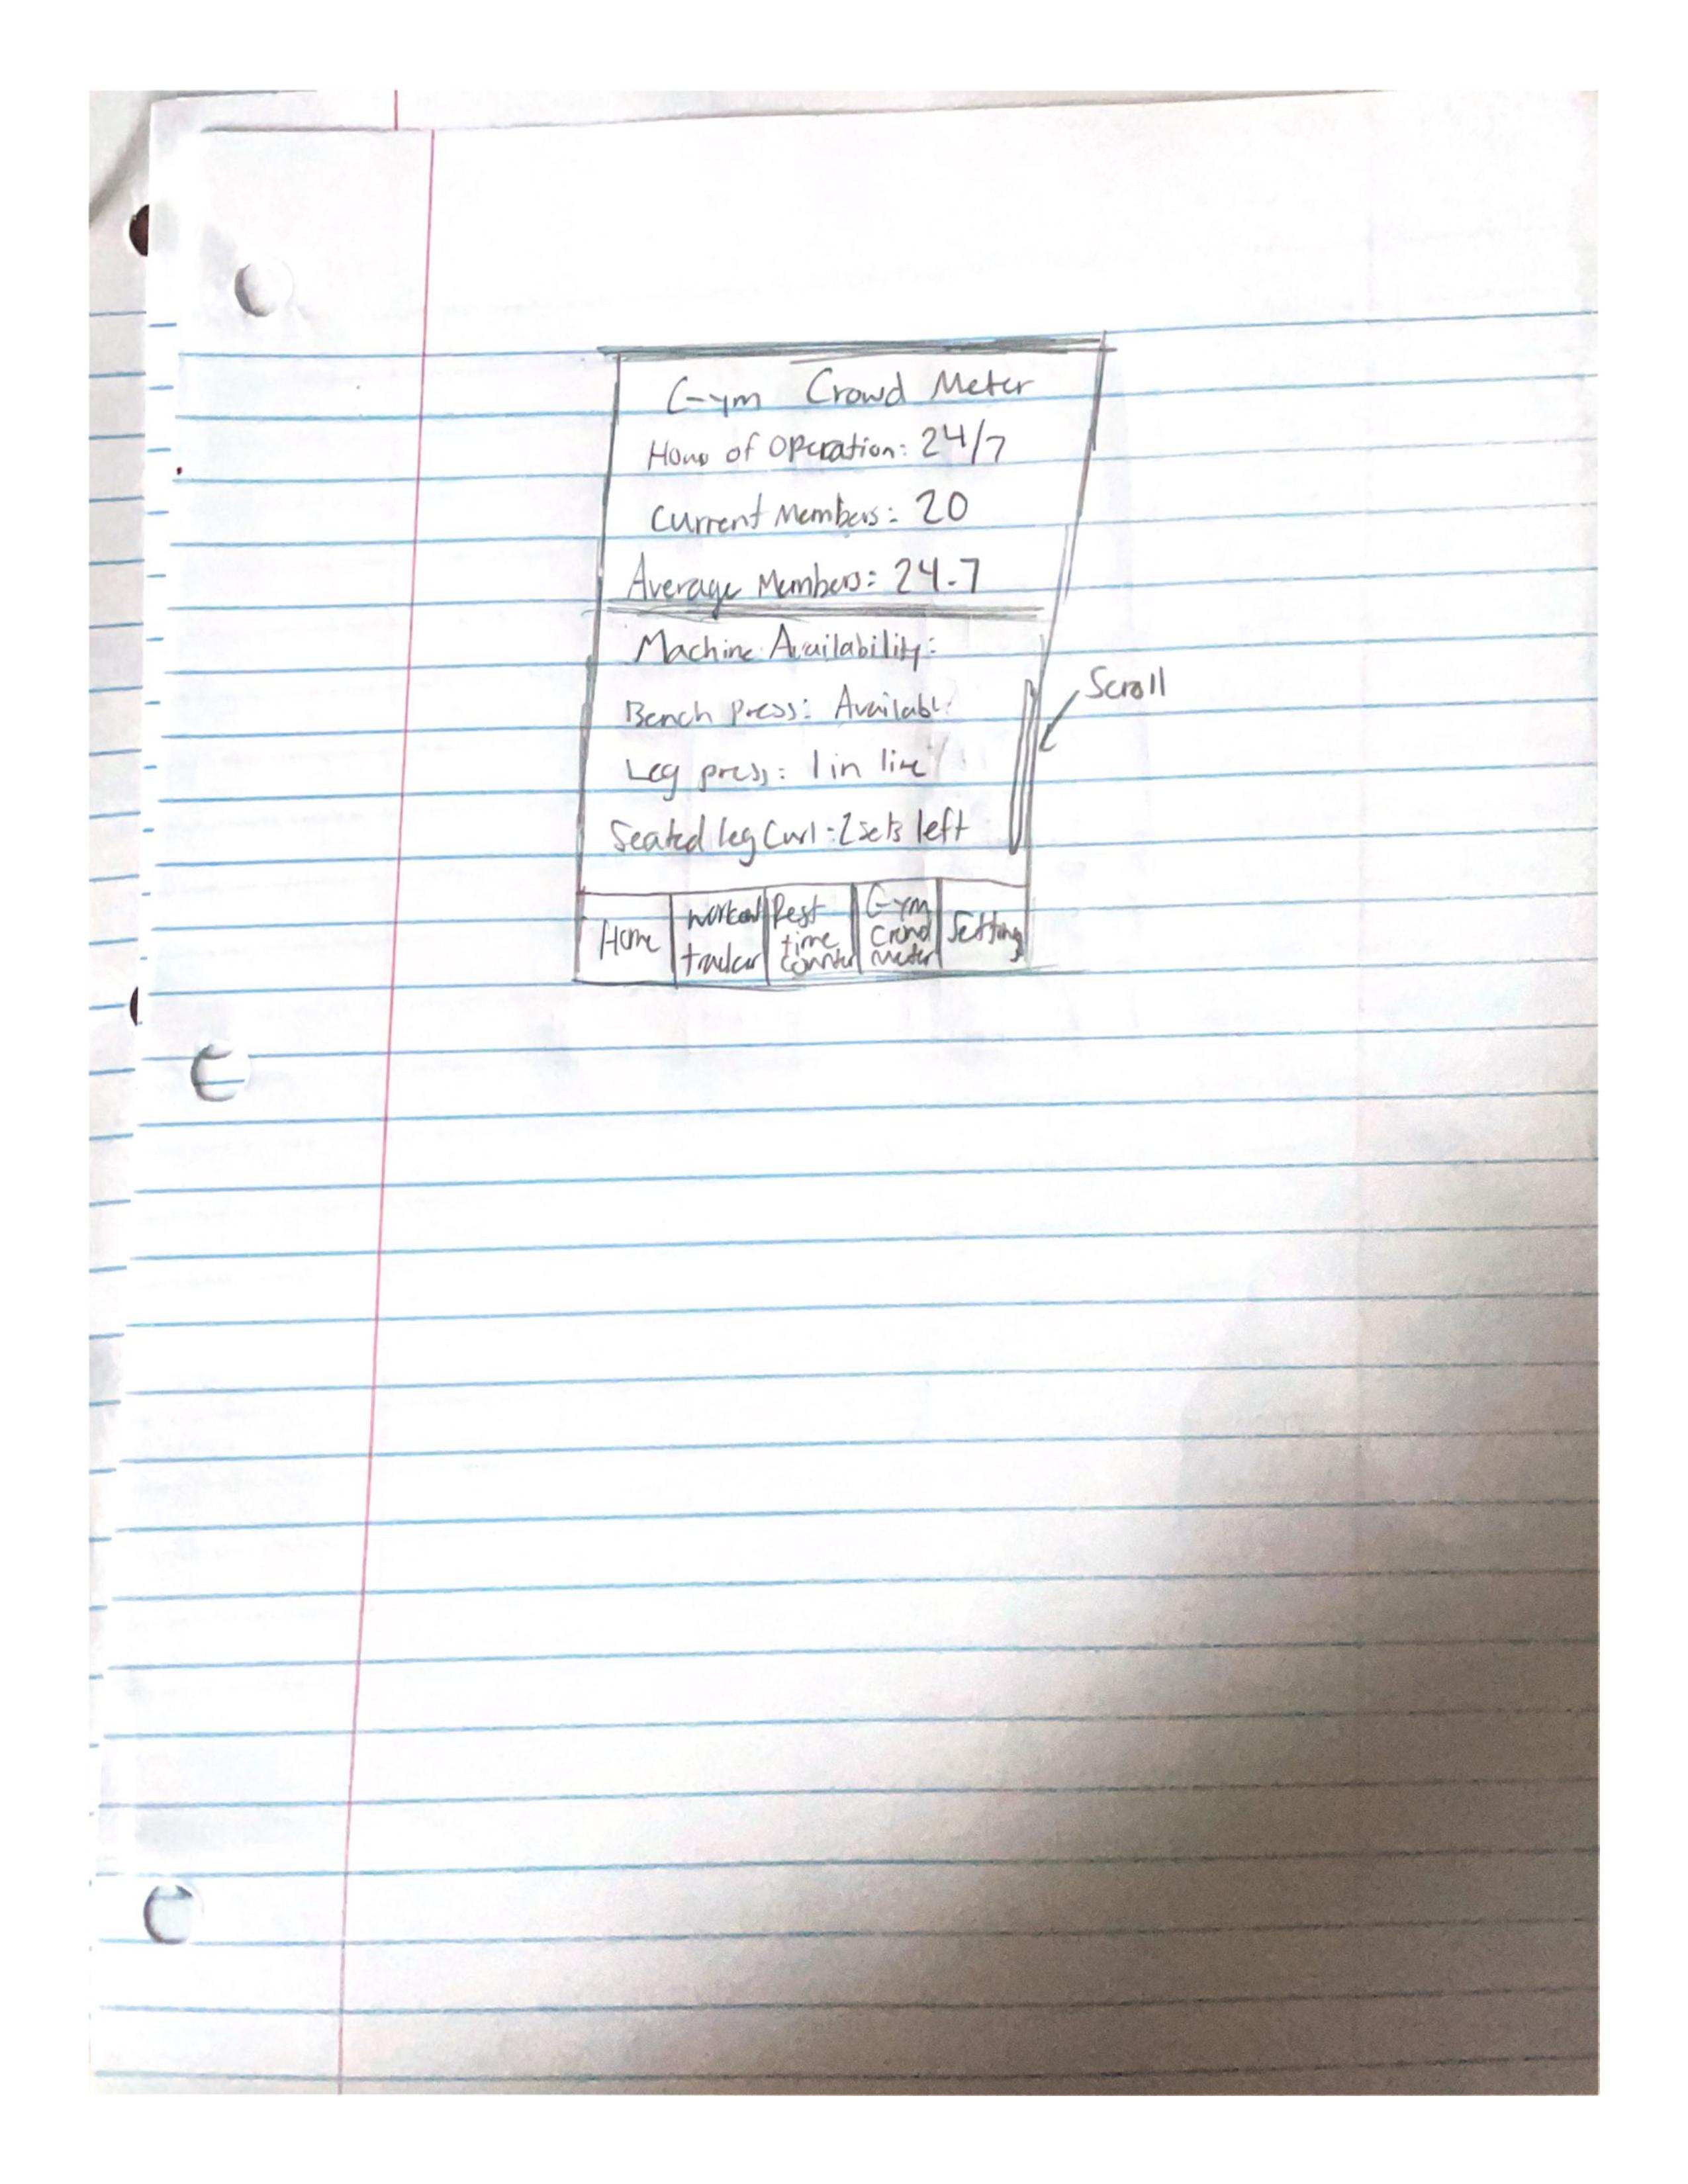 Gym Crowd Meter
Hours of Operation: 24/7
Current Members: 20
Average Members: 24.7
Machine Availability:
Bench Press: Available
Scroll
Leg press: 1 in line
Seated leg Curl: 2 sets left
Home
Workout tracker
Rest time counter
Gym Crowd meter
Settings